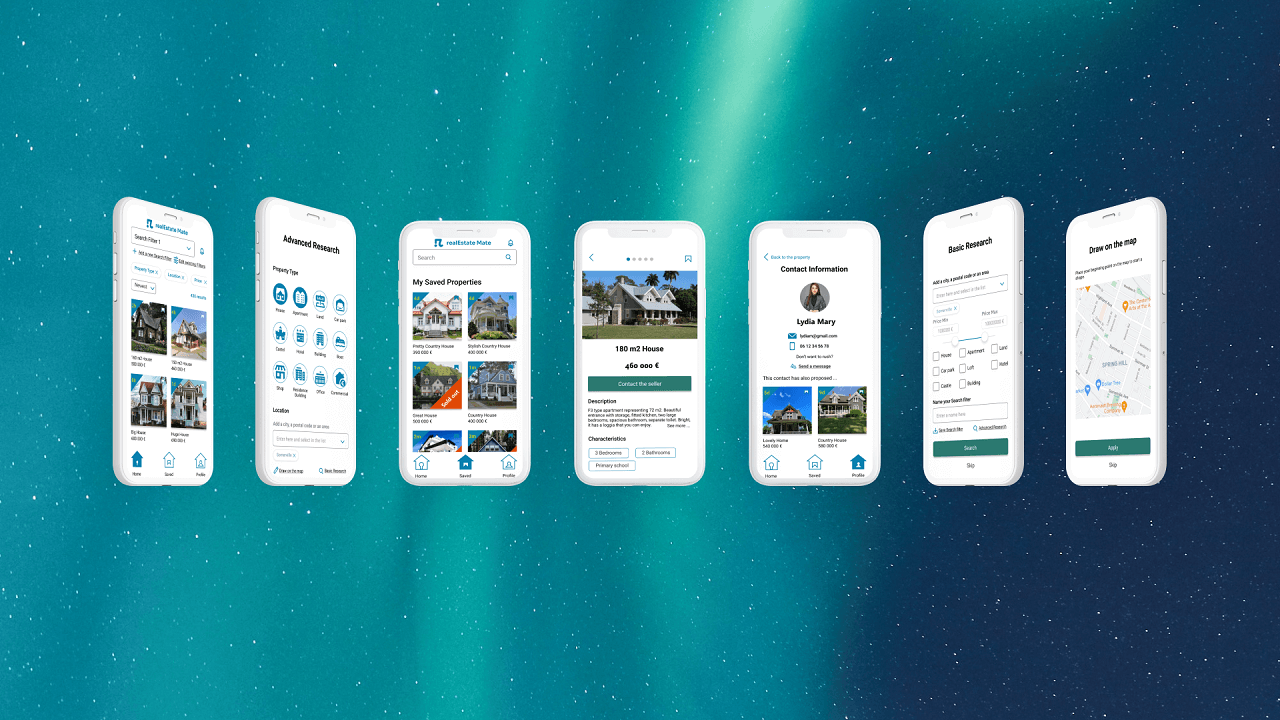 realEstate Mate
Search Filter 1
Add a new Search Filter
Edit existing Filters
Property Type X
Location X
Newest
180 m2 House
400 000 €
180 m2 House
400 000 €
Big House
Huge House
Home
Saved
Profile
Advanced Research
Property Type
House
Apartment
Land
Car park
Castel
Hotel
Building
Boat
Shop
Residence
Building
Office
Commercial
Location
Add a city, a postal code or an area
Enter here and select in the list
Draw on the map
Basic Research
realEstate Mate
Search
My Saved Properties
4d
6d
Pretty Country House
390 000 €
Stylish Country House
400 000 €
1w
1w
Sold out
Great House
500 000 €
Country House
400 000 €
Home
Saved
Profile
180 m2 House
460 000 €
Contact the seller
Description
F3 type apartment representing 72 m2. Beautiful
entrance with storage, fitted kitchen, two large
bedrooms, spacious bathroom, separate toilet. Bright,
it has a loggia that you can enjoy
See more ...
Characteristics
3 Bedrooms
2 Bathrooms
Primary school
Back to the property
Contact Information
Lydia Mary
lydiam@gmail.com
06 12 34 56 78
Don't want to rush?
Send a message
This contact has also proposed ...
Lovely Home
540 000 €
Country House
580 000 €
Home
Saved
Profile
Basic Research
Add a city, a postal code or an area
Enter here and select in the list
Price Min
Price Max
House
Apartment
Land
Car park
Loft
Hotel
Castle
Building
Name your Search filter
Enter a name here
Save Search filter
Advanced Research
Search
Skip
Draw on the map
Place your beginning point on the map to start a
shape
SPRING HILL
Apply
Skip